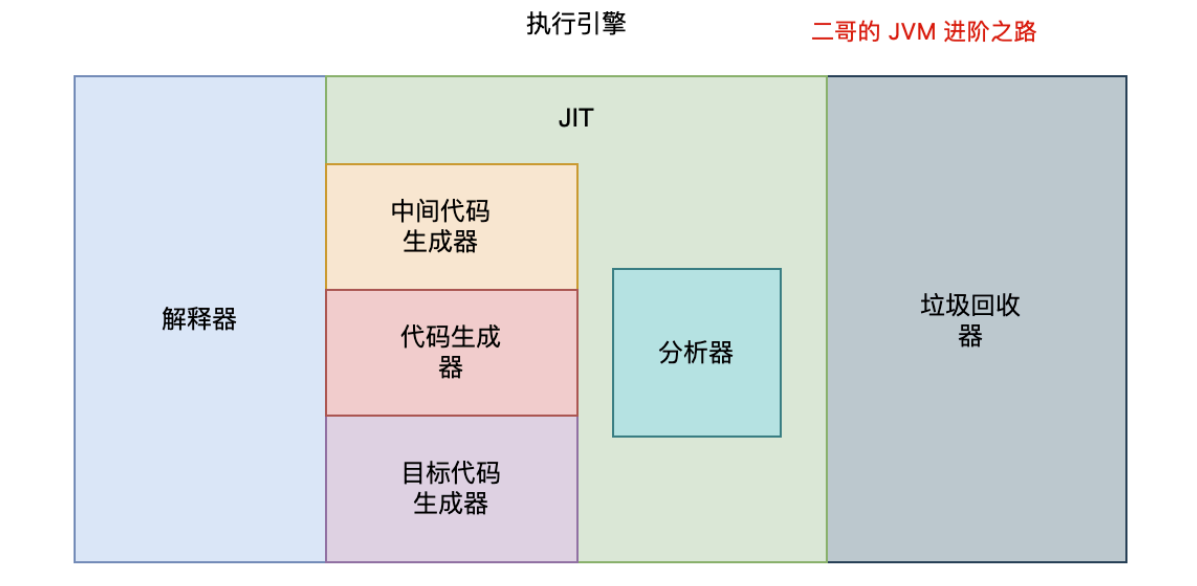 执行引擎
二哥的 JVM 进阶之路
JIT
中间代码
生成器
解释器
代码生成
器
分析器
垃圾回收
器
目标代码
生成器